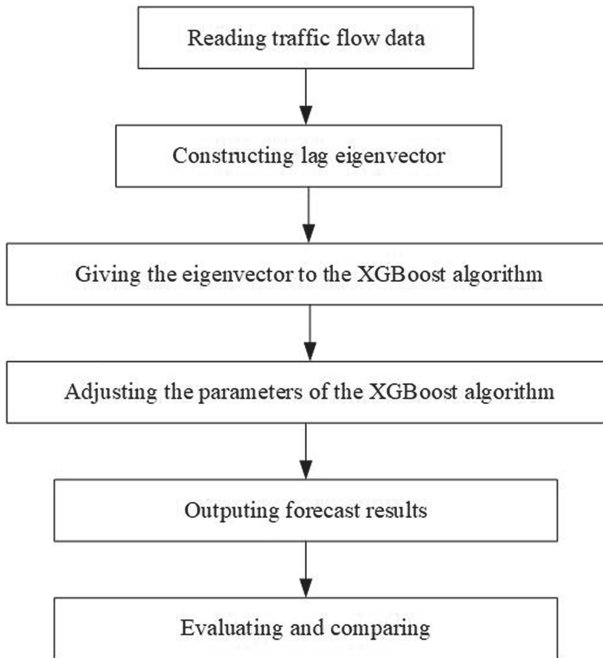 Reading traffic flow data
Constructing lag eigenvector
Giving the eigenvector to the XGBoost algorithm
Adjusting the parameters of the XGBoost algorithm
Outputing forecast results
Evaluating and comparing